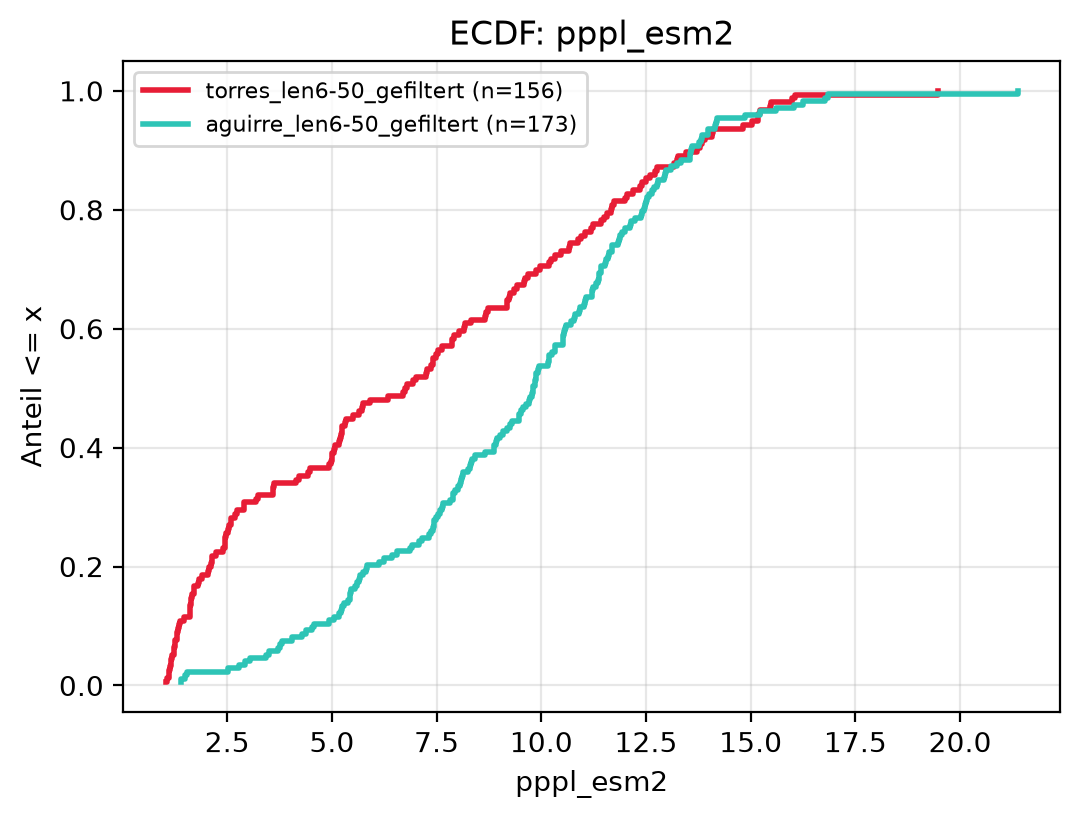 ECDF: pppl_esm2
torres_len6-50_gefiltert (n=156)
aguirre_len6-50_gefiltert (n=173)
Anteil <= x
1.0
0.8
0.6
0.4
0.2
0.0
2.5 5.0 7.5 10.0 12.5 15.0 17.5 20.0
pppl_esm2